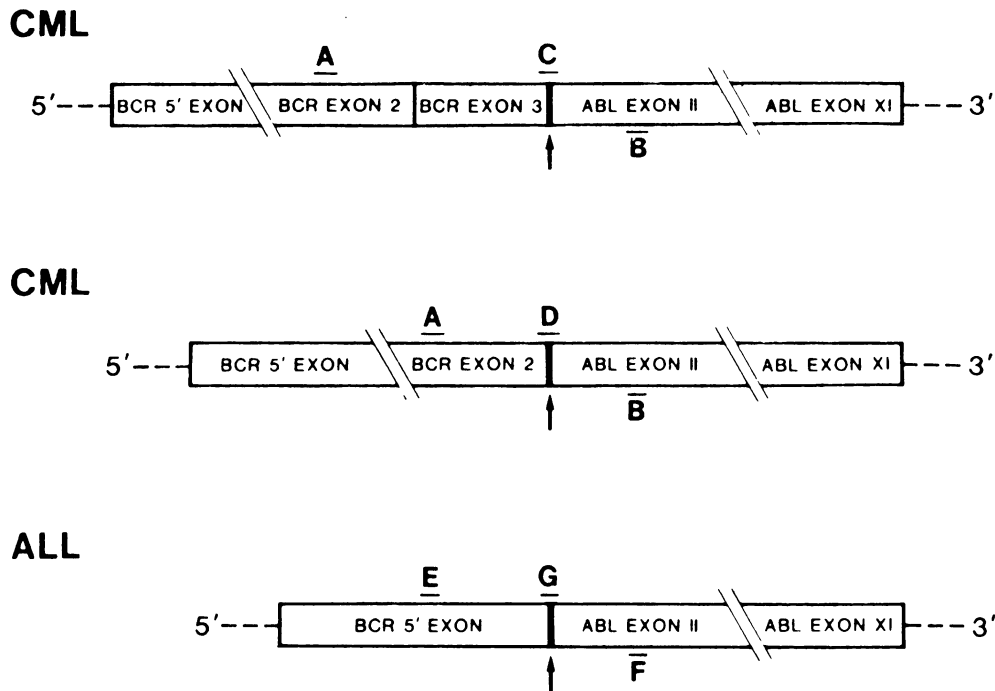 CML
A C
5' BCR 5' EXON BCR EXON 2 BCR EXON 3 ABL EXON II ABL EXON XI 3'
B
CML
A D
5' BCR 5' EXON BCR EXON 2 ABL EXON II ABL EXON XI 3'
B
ALL
E G
5' BCR 5' EXON ABL EXON II ABL EXON XI 3'
F